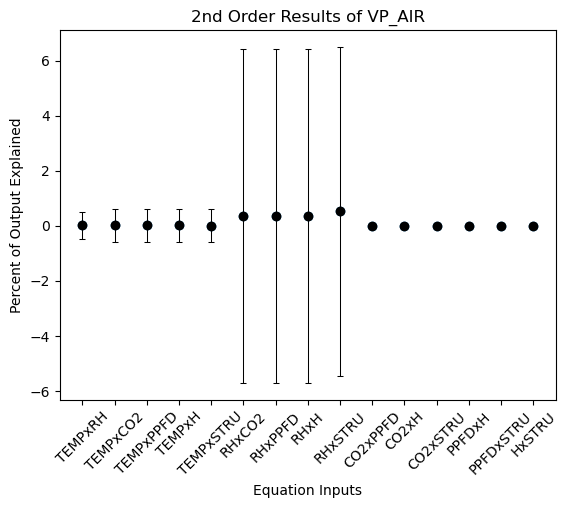 2nd Order Results of VP_AIR
Percent of Output Explained
6
4
2
0
−2
−4
−6
TEMPxRH
TEMPxCO2
TEMPxPPFD
TEMPxH
TEMPxSTRU
RHxCO2
RHxPPFD
RHxH
RHxSTRU
CO2xPPFD
CO2xH
CO2xSTRU
PPFDxH
PPFDxSTRU
HxSTRU
Equation Inputs